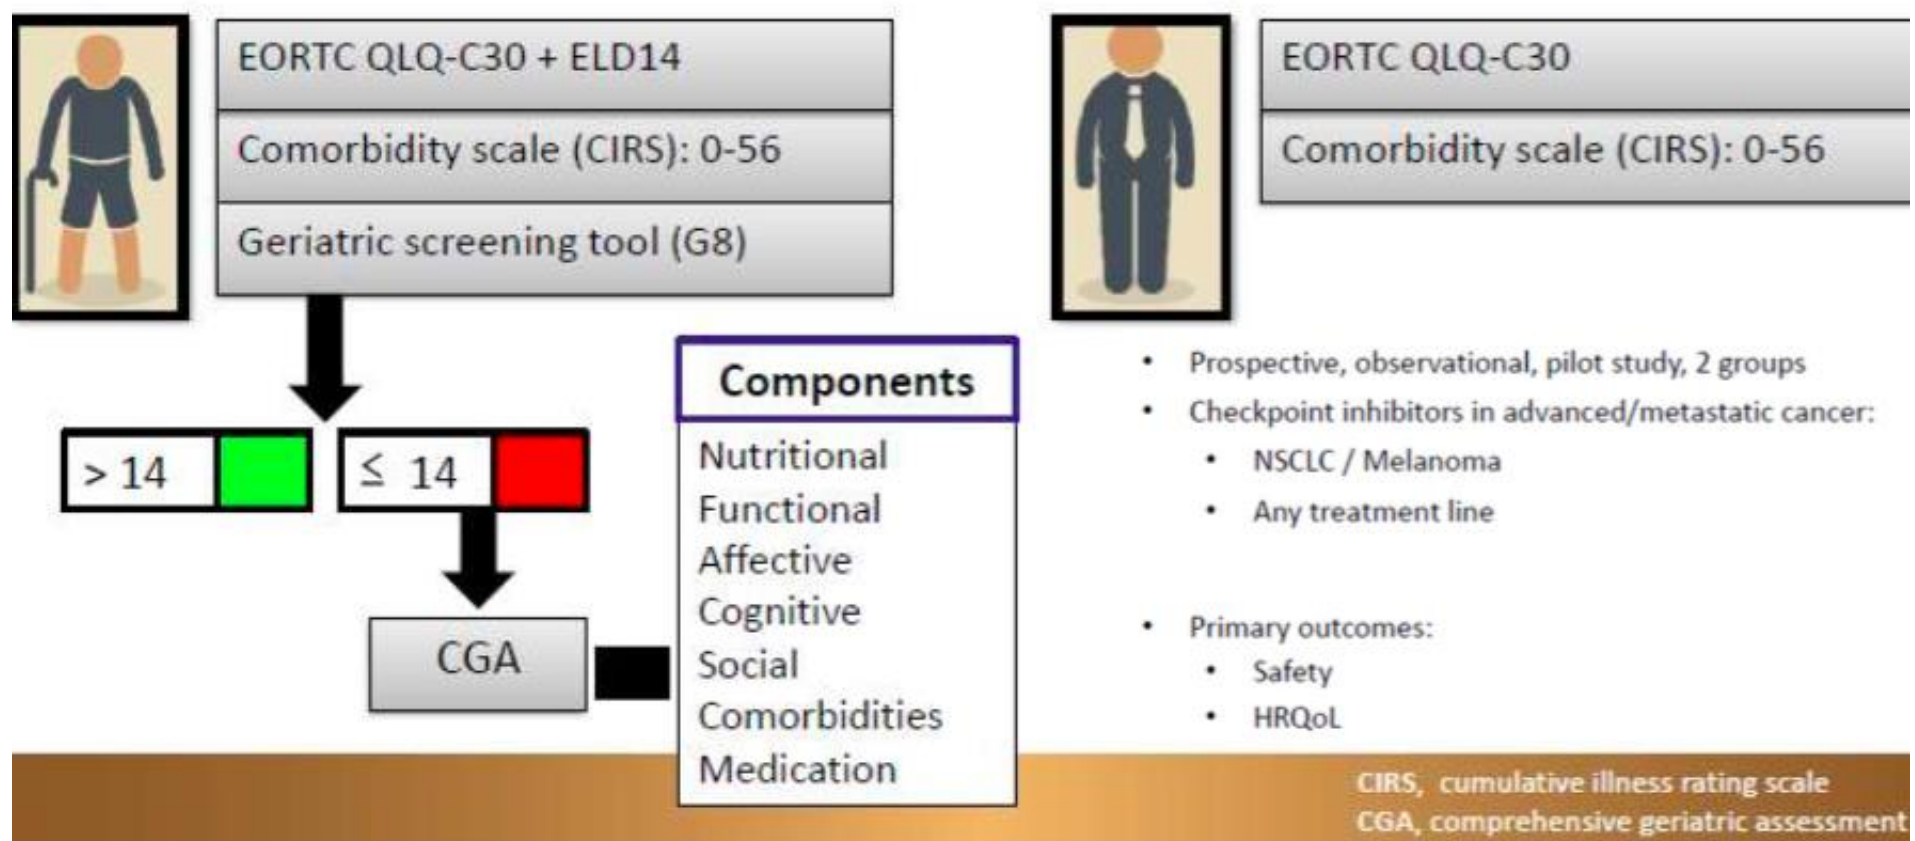 EORTC QLQ-C30 + ELD14
Comorbidity scale (CIRS): 0-56
Geriatric screening tool (G8)
> 14
≤ 14
CGA
Components
Nutritional
Functional
Affective
Cognitive
Social
Comorbidities
Medication
EORTC QLQ-C30
Comorbidity scale (CIRS): 0-56
• Prospective, observational, pilot study, 2 groups
• Checkpoint inhibitors in advanced/metastatic cancer:
• NSCLC / Melanoma
• Any treatment line
• Primary outcomes:
• Safety
• HRQoL
CIRS, cumulative illness rating scale
CGA, comprehensive geriatric assessment